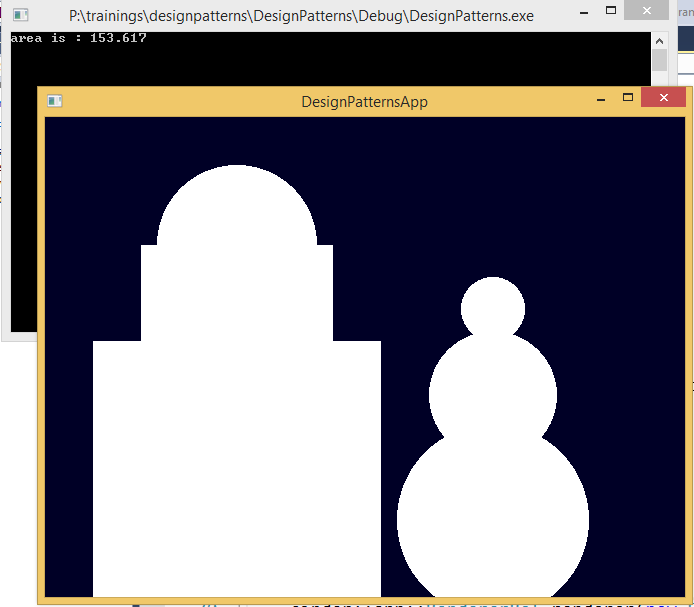 P:\trainings\designpatterns\DesignPatterns\Debug\DesignPatterns.exe
area is : 153.617
DesignPatternsApp